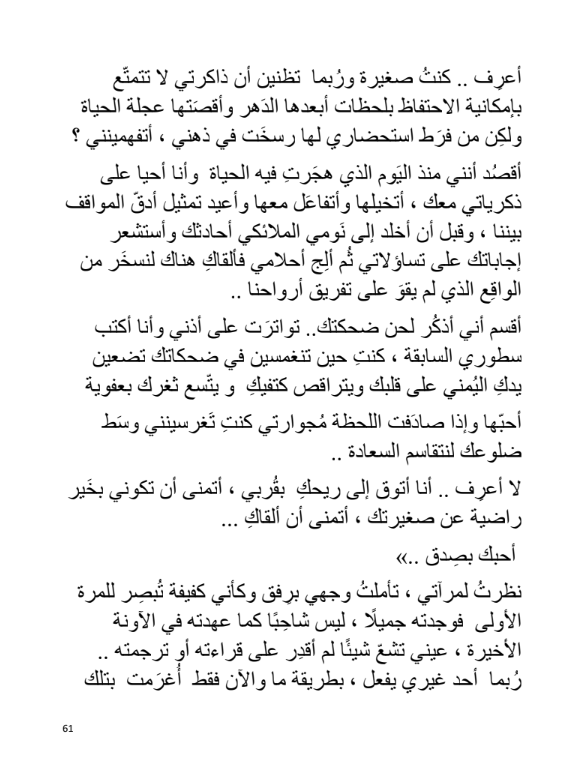 أعرِف .. كنتُ صغيرة ورُبما تظنين أن ذاكرتي لا تتمتّع
بإمكانية الاحتفاظ بلحظات أبعدها الدَهر وأقصَتها عجلة الحياة
ولكِن من فرَط استحضاري لها رسخَت في ذهني ، أتفهمينني ؟
أقصُد أنني منذ اليَوم الذي هجَرتِ فيه الحياة وأنا أحيا على
ذكرياتي معك ، أتخيلها وأتفاعَل معها وأعيد تمثيل أدقّ المواقف
بيننا ، وقبل أن أخلد إلى نَومي الملائكي أحادثك وأستشعر
إجاباتك على تساؤلاتي ثُم ألِج أحلامي فألقاكِ هناك لنسخَر من
الواقِع الذي لم يقوَ على تفريق أرواحنا ..
أقسم أني أذكُر لحن ضحكتك.. تواترَت على أذني وأنا أكتب
سطوري السابقة ، كنتِ حين تنغمسين في ضحكاتك تضعين
يدكِ اليُمني على قلبك ويتراقص كتفيكِ و يتّسع ثغرك بعفوية
أحبّها وإذا صادَفت اللحظة مُجوارتي كنتِ تَغرسينني وسَط
ضلوعك لنتقاسم السعادة ..
لا أعرِف .. أنا أتوق إلى ريحكِ بقُربي ، أتمنى أن تكوني بخَير
راضية عن صغيرتك ، أتمنى أن ألقاكِ ...
أحبك بصِدق ..»
نظرتُ لمرآتي ، تأملتُ وجهي برِفق وكأني كفيفة تُبصِر للمرة
الأولى فوجدته جميلًا ، ليس شاحِبًا كما عهدته في الآونة
الأخيرة ، عيني تشعّ شيئًا لم أقدِر على قراءته أو ترجمته ..
رُبما أحد غيري يفعل ، بطريقة ما والآن فقط أُغرَمت بتلك
61